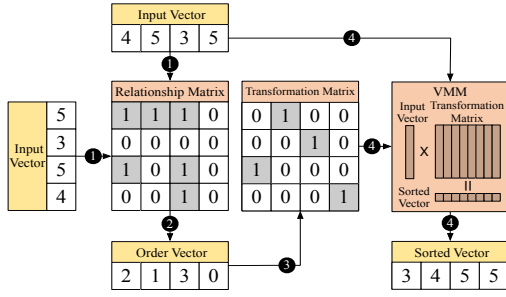 Input Vector
4 5 3 5
4
1
Relationship Matrix
Transformation Matrix
VMM
Input Vector
5
3
5
4
1
1 1 1 0
0 0 0 0
1 0 1 0
0 0 1 0
0 1 0 0
0 0 1 0
1 0 0 0
0 0 0 1
4
Input
Vector
Transformation
Matrix
X
=
Sorted
Vector
2
3
4
Order Vector
2 1 3 0
Sorted Vector
3 4 5 5